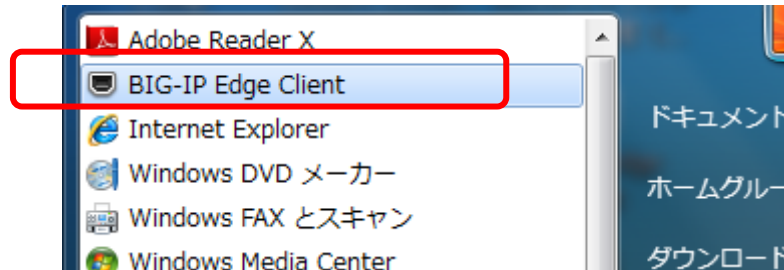 Adobe Reader X
BIG-IP Edge Client
Internet Explorer
Windows DVD メーカー
Windows FAX とスキャン
Windows Media Center
ドキュメント
ホームグルー
ダウンロード